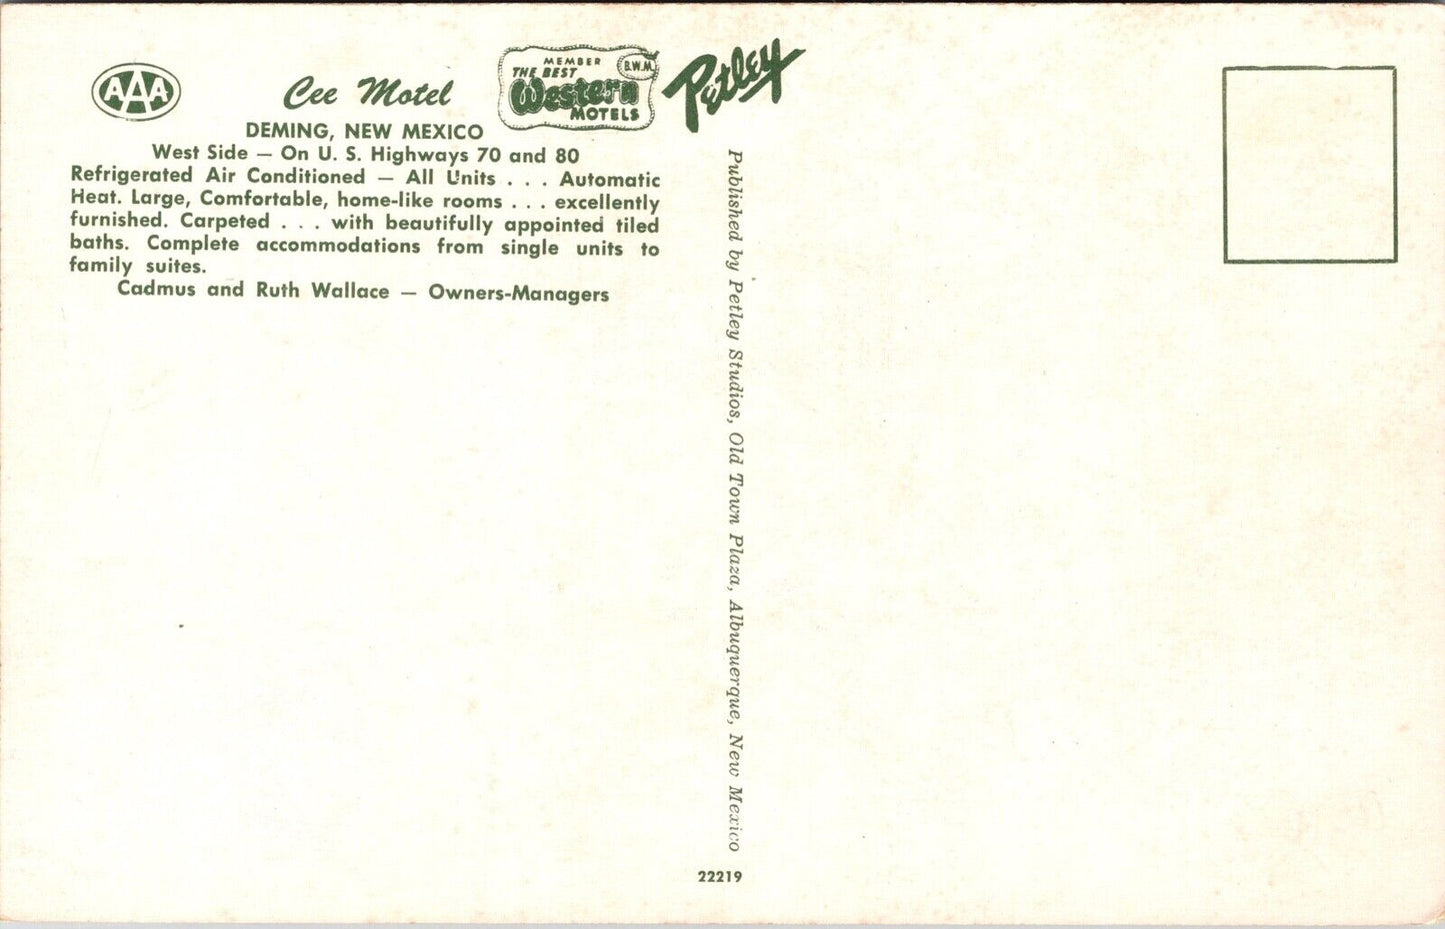 AAA
Cee Motel
MEMBER
THE BEST
Western
MOTELS
B.W.M.
Petley
DEMING, NEW MEXICO
West Side — On U. S. Highways 70 and 80
Refrigerated Air Conditioned — All Units . . . Automatic
Heat. Large, Comfortable, home-like rooms . . . excellently
furnished. Carpeted . . . with beautifully appointed tiled
baths. Complete accommodations from single units to
family suites.
Cadmus and Ruth Wallace — Owners-Managers
Published by Petley Studios, Old Town Plaza, Albuquerque, New Mexico
22219